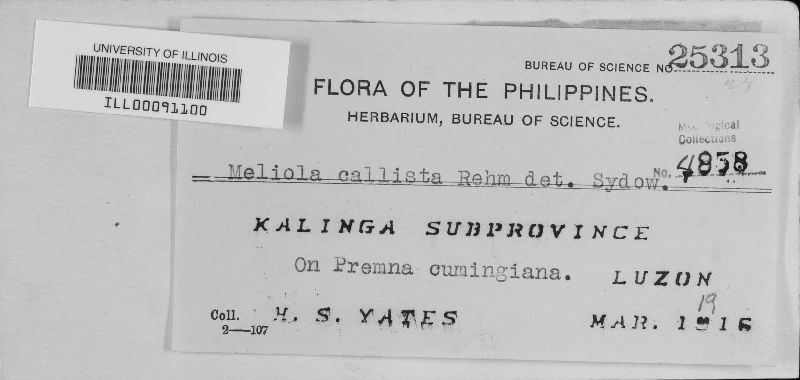 UNIVERSITY OF ILLINOIS
ILL00091100
BUREAU OF SCIENCE No. 25313
FLORA OF THE PHILIPPINES.
HERBARIUM, BUREAU OF SCIENCE.
Collections
Meliola callista Rehm det. Sydow. No. 4858
KALINGA SUBPROVINCE
On Premna cumingiana. LUZON
19
Coll. H. S. YATES MAR. 1916
2—107